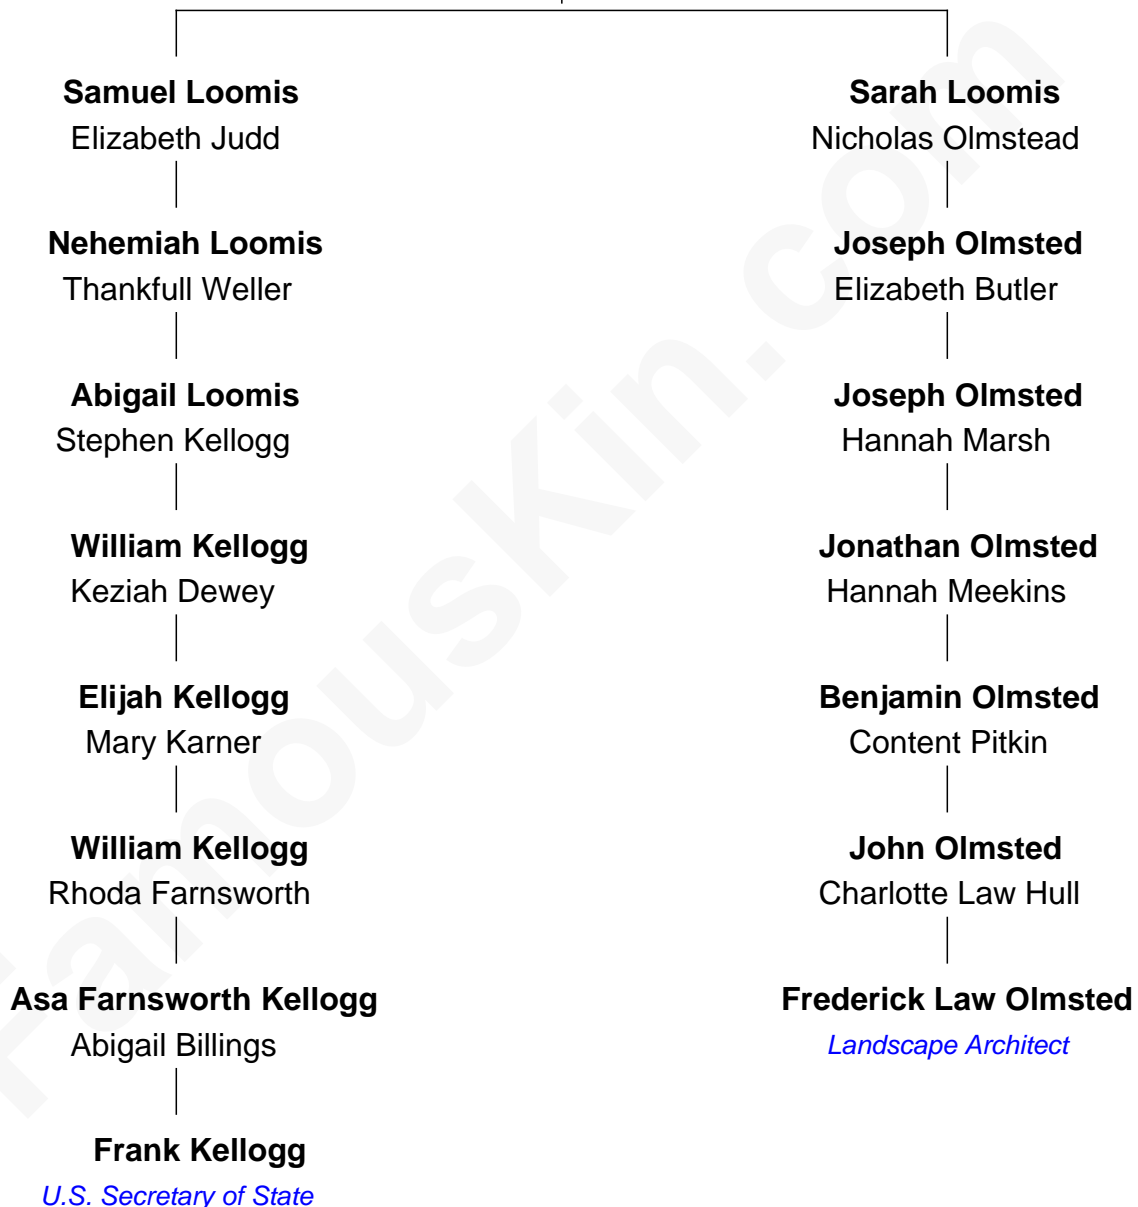 Samuel Loomis
Elizabeth Judd
Nehemiah Loomis
Thankfull Weller
Abigail Loomis
Stephen Kellogg
William Kellogg
Keziah Dewey
Elijah Kellogg
Mary Karner
William Kellogg
Rhoda Farnsworth
Asa Farnsworth Kellogg
Abigail Billings
Frank Kellogg
U.S. Secretary of State
Sarah Loomis
Nicholas Olmstead
Joseph Olmsted
Elizabeth Butler
Joseph Olmsted
Hannah Marsh
Jonathan Olmsted
Hannah Meekins
Benjamin Olmsted
Content Pitkin
John Olmsted
Charlotte Law Hull
Frederick Law Olmsted
Landscape Architect
FamousKin.com